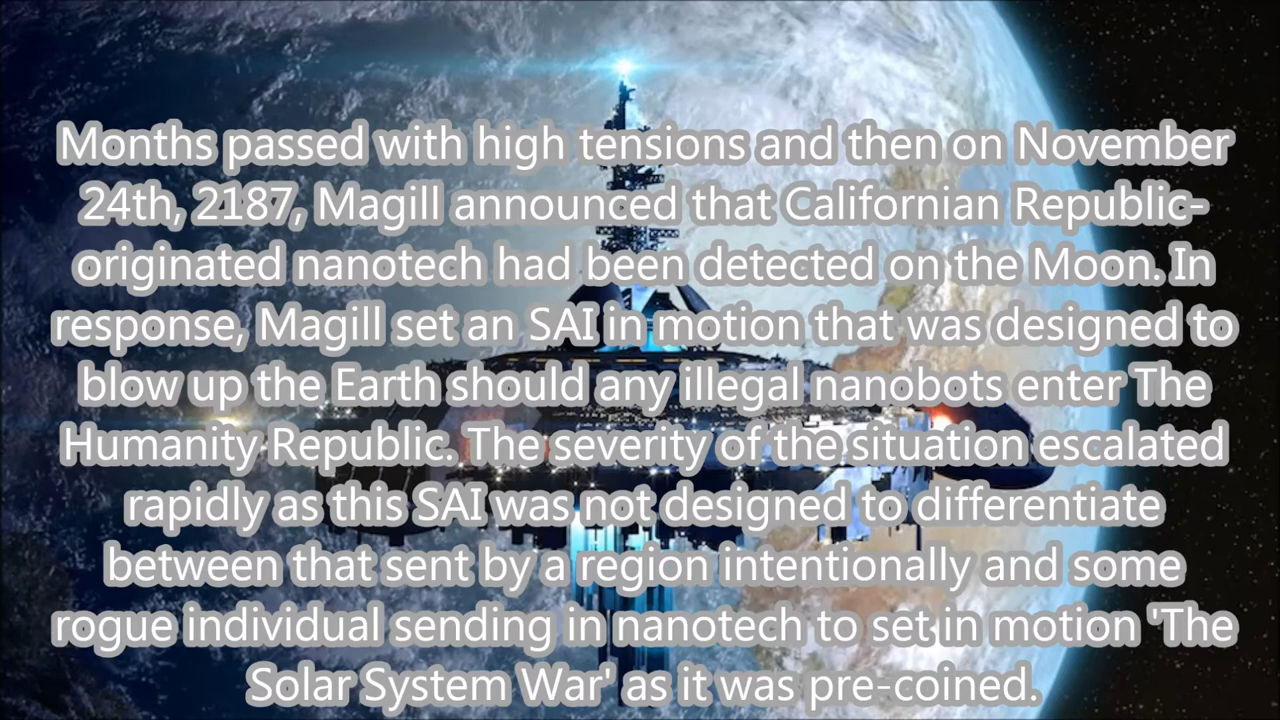 Months passed with high tensions and then on November
24th, 2187, Magill announced that Californian Republic-
originated nanotech had been detected on the Moon. In
response, Magill set an SAI in motion that was designed to
blow up the Earth should any illegal nanobots enter The
Humanity Republic. The severity of the situation escalated
rapidly as this SAI was not designed to differentiate
between that sent by a region intentionally and some
rogue individual sending in nanotech to set in motion 'The
Solar System War' as it was pre-coined.